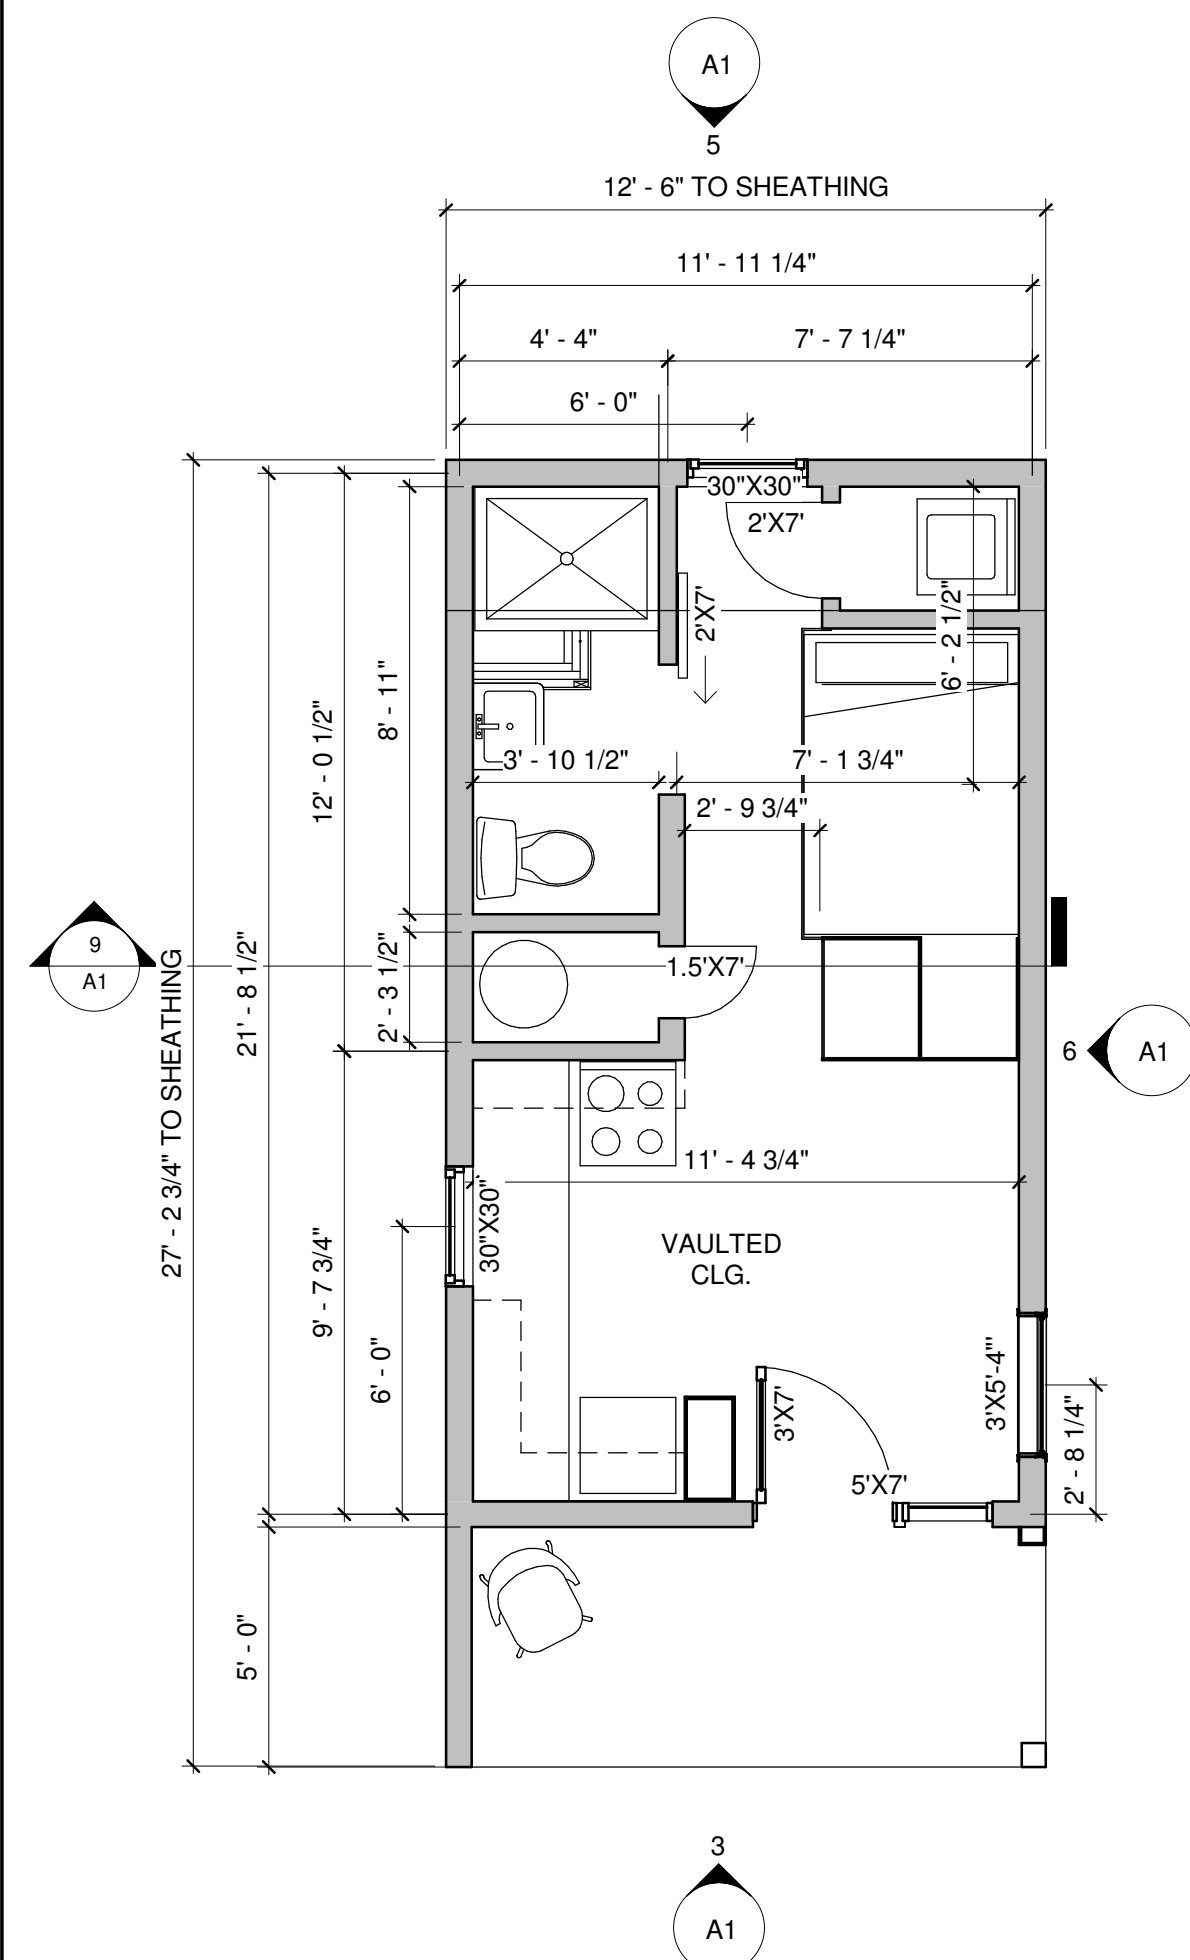 A1
5
12' - 6" TO SHEATHING
11' - 11 1/4"
4' - 4"
7' - 7 1/4"
6' - 0"
30"X30"
2'X7'
2'X7'
6' - 2 1/2"
8' - 11"
12' - 0 1/2"
3' - 10 1/2"
7' - 1 3/4"
2' - 9 3/4"
9
A1
27' - 2 3/4" TO SHEATHING
21' - 8 1/2"
2' - 3 1/2"
1.5'X7'
6
A1
11' - 4 3/4"
30"X30"
VAULTED
CLG.
9' - 7 3/4"
6' - 0"
3'X7'
5'X7'
3'X5'-4"'
2' - 8 1/4"
5' - 0"
3
A1